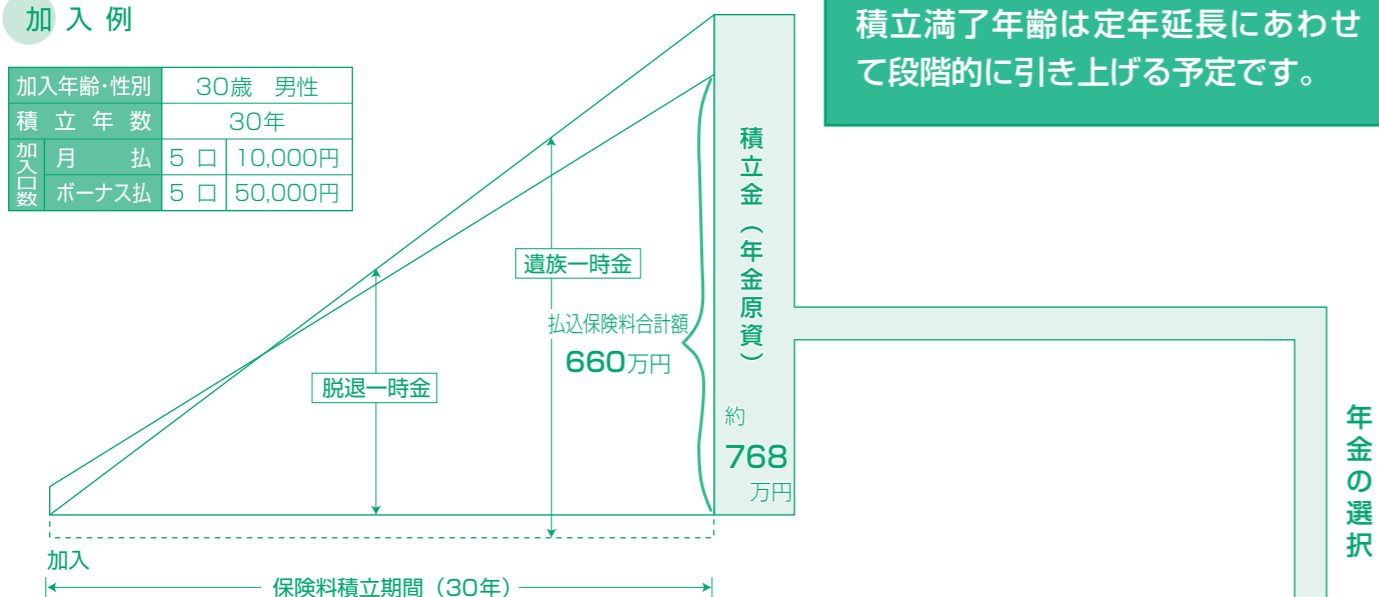 加入例
積立満了年齢は定年延長にあわせ
て段階的に引き上げる予定です。
加入年齢・性別 30歳 男性
積立年数 30年
加入口数
月払 5口 10,000円
ボーナス払 5口 50,000円
積立金(年金原資)
遺族一時金
払込保険料合計額
660万円
脱退一時金
約
768
万円
年金の選択
加入
保険料積立期間(30年)